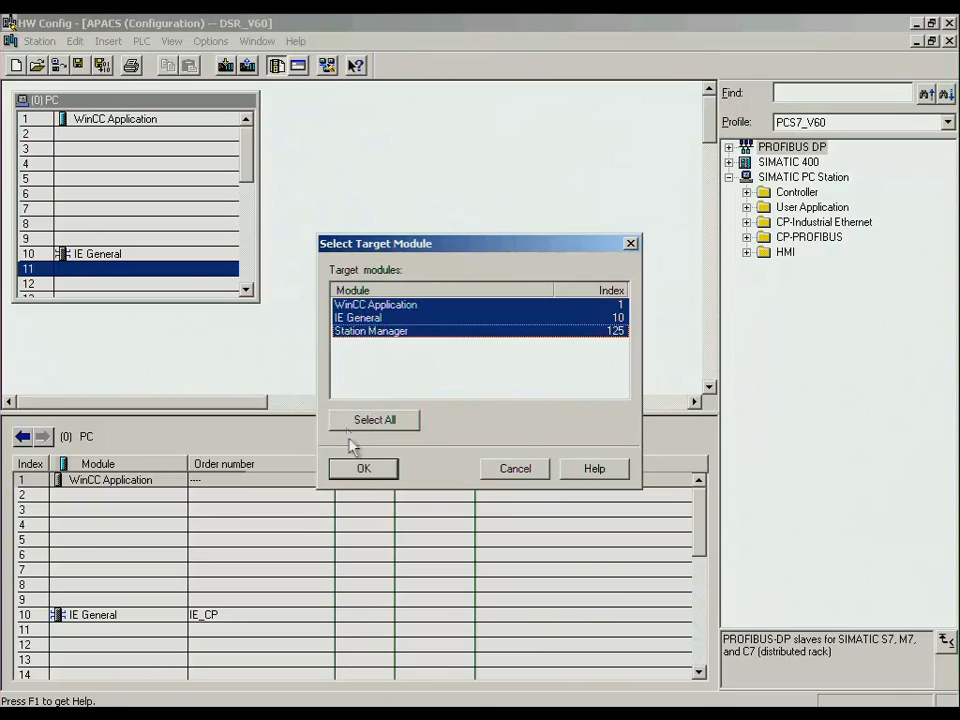 HW Config - [APACS (Configuration) -- DSR_V60]
Station Edit Insert PLC View Options Window Help
(0) PC
1 WinCC Application
2
3
4
5
6
7
8
9
10 IE General
11
12
Find:
Profile: PCS7_V60
PROFIBUS DP
SIMATIC 400
SIMATIC PC Station
Controller
User Application
CP-Industrial Ethernet
CP-PROFIBUS
HMI
Select Target Module
Target modules:
Module Index
WinCC Application 1
IE General 10
Station Manager 125
Select All
OK Cancel Help
(0) PC
Index Module Order number
1 WinCC Application ----
2
3
4
5
6
7
8
9
10 IE General IE_CP
11
12
13
14
PROFIBUS-DP slaves for SIMATIC S7, M7,
and C7 (distributed rack)
Press F1 to get Help.